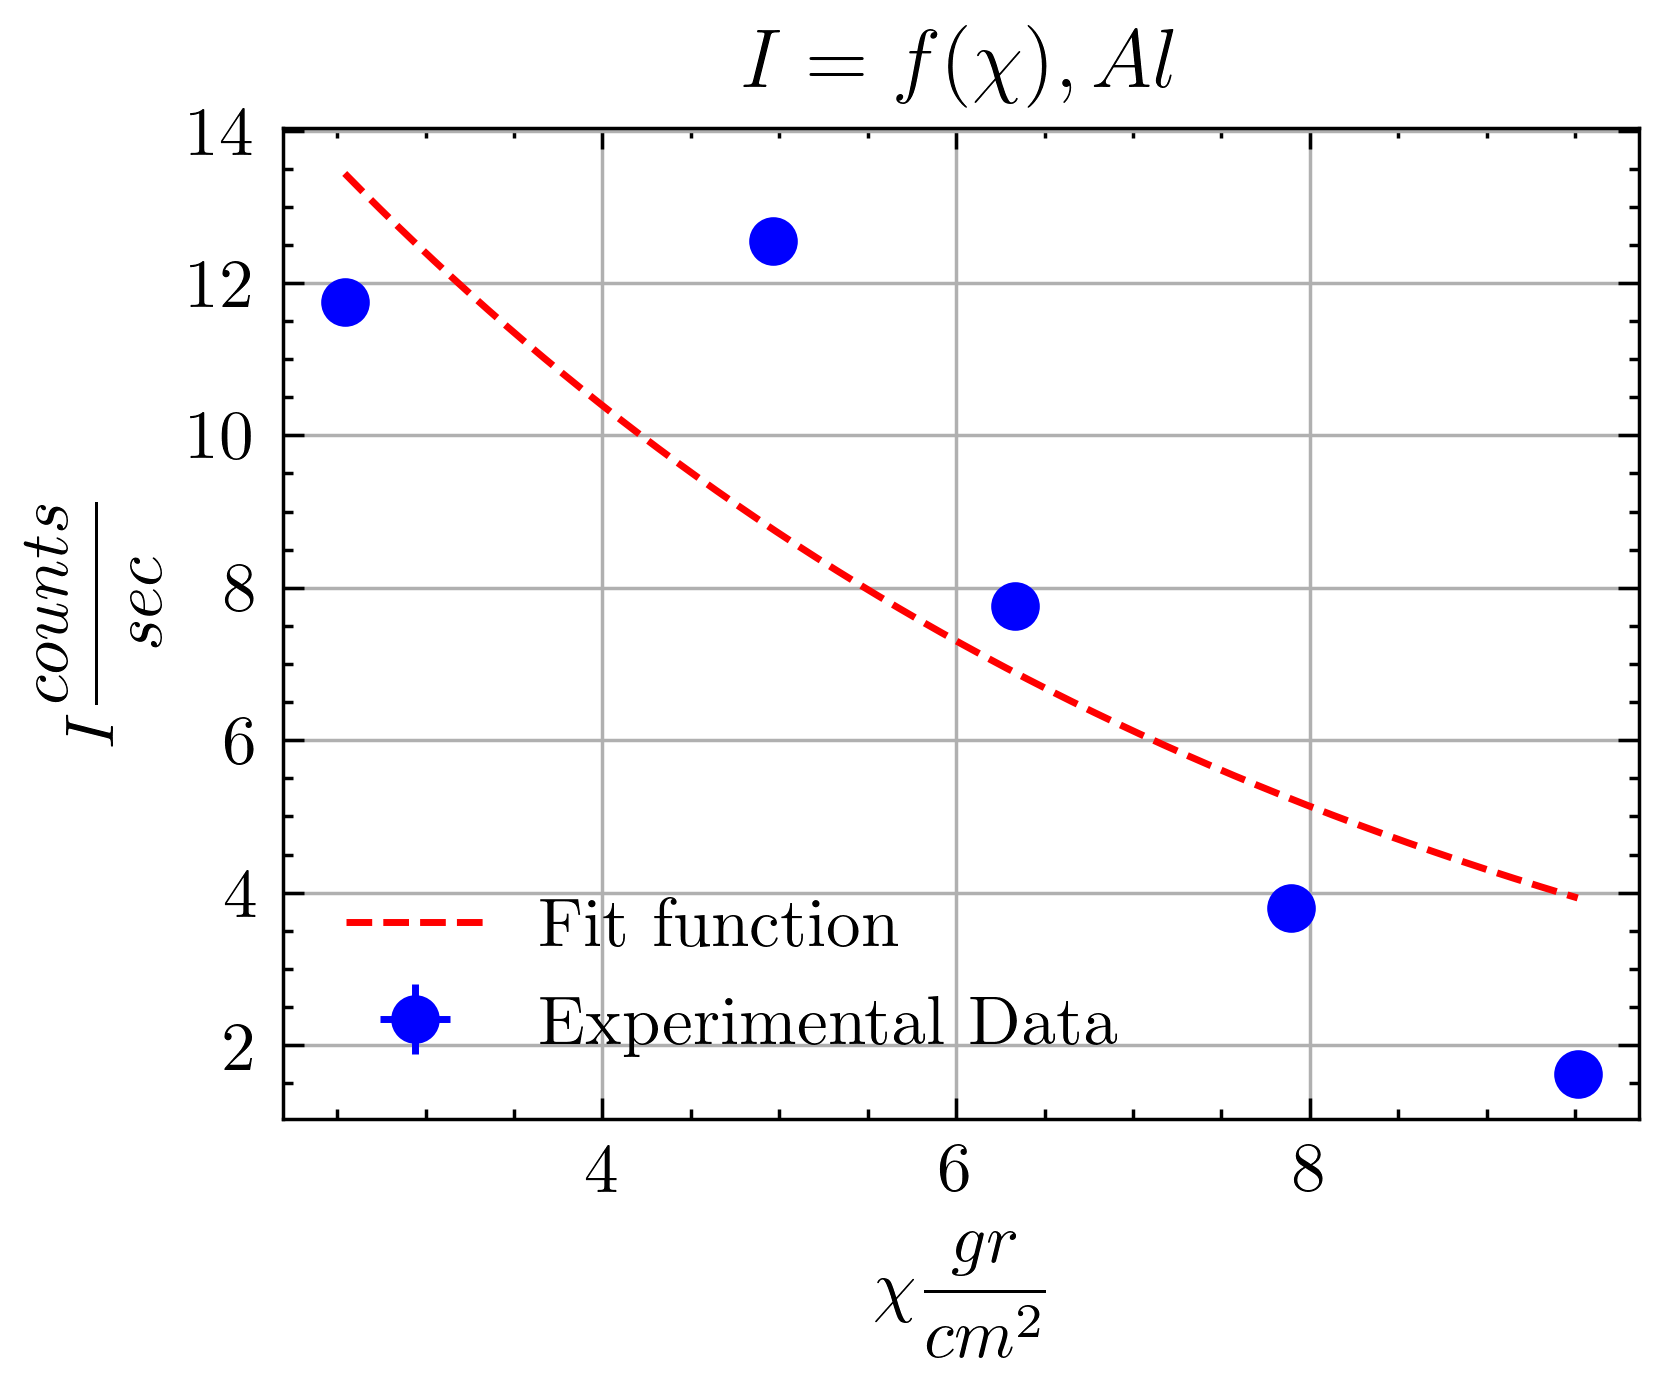 I = f(χ), Al
14
12
10
8
6
4
2
I counts/sec
Fit function
Experimental Data
4 6 8
χ gr/cm²